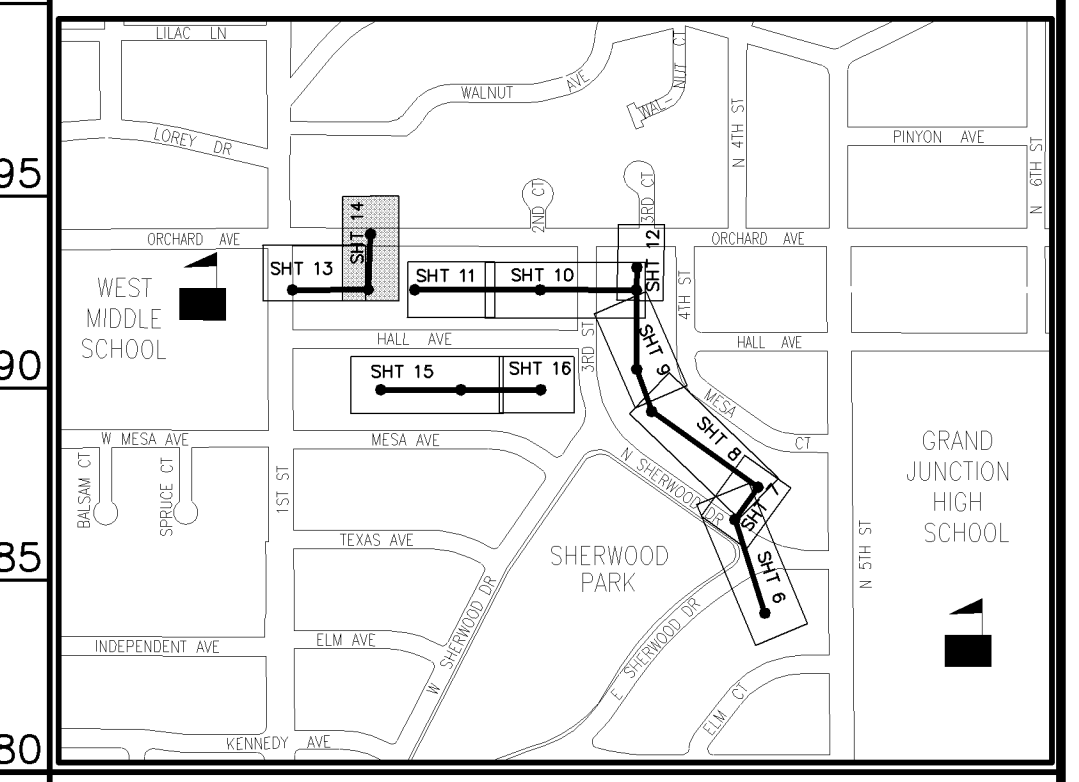 LILAC LN
WALNUT AVE
WAL-
NUT CT
N 4TH ST
PINYON AVE
N 6TH ST
LOREY DR
95
2ND CT
3RD CT
SHT 14
SHT 12
ORCHARD AVE
ORCHARD AVE
SHT 13
SHT 11
SHT 10
4TH ST
WEST
MIDDLE
SCHOOL
HALL AVE
3RD ST
SHT 9
HALL AVE
90
SHT 15
SHT 16
MESA
CT
W MESA AVE
MESA AVE
SHT 8
GRAND
JUNCTION
HIGH
SCHOOL
BALSAM CT
SPRUCE CT
1ST ST
N SHERWOOD DR
SHT 7
TEXAS AVE
N 5TH ST
85
SHERWOOD
PARK
SHT 6
W SHERWOOD DR
E SHERWOOD DR
INDEPENDENT AVE
ELM AVE
ELM CT
KENNEDY AVE
80